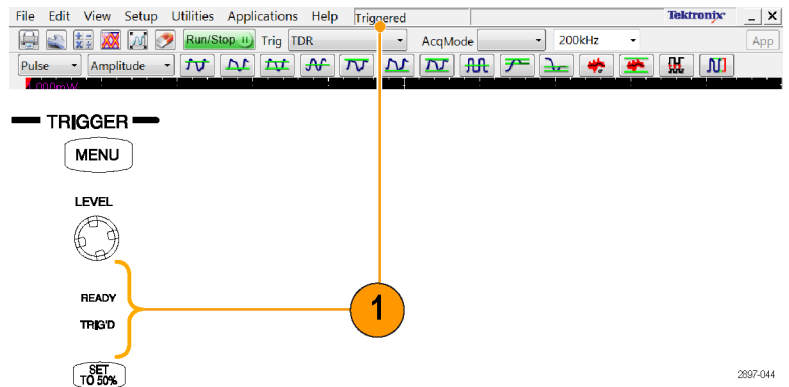 File Edit View Setup Utilities Applications Help Triggered Tektronix
Run/Stop Trig TDR AcqMode 200kHz App
Pulse Amplitude
TRIGGER
MENU
LEVEL
READY
TRIG'D
1
SET
TO 50%
2897-044